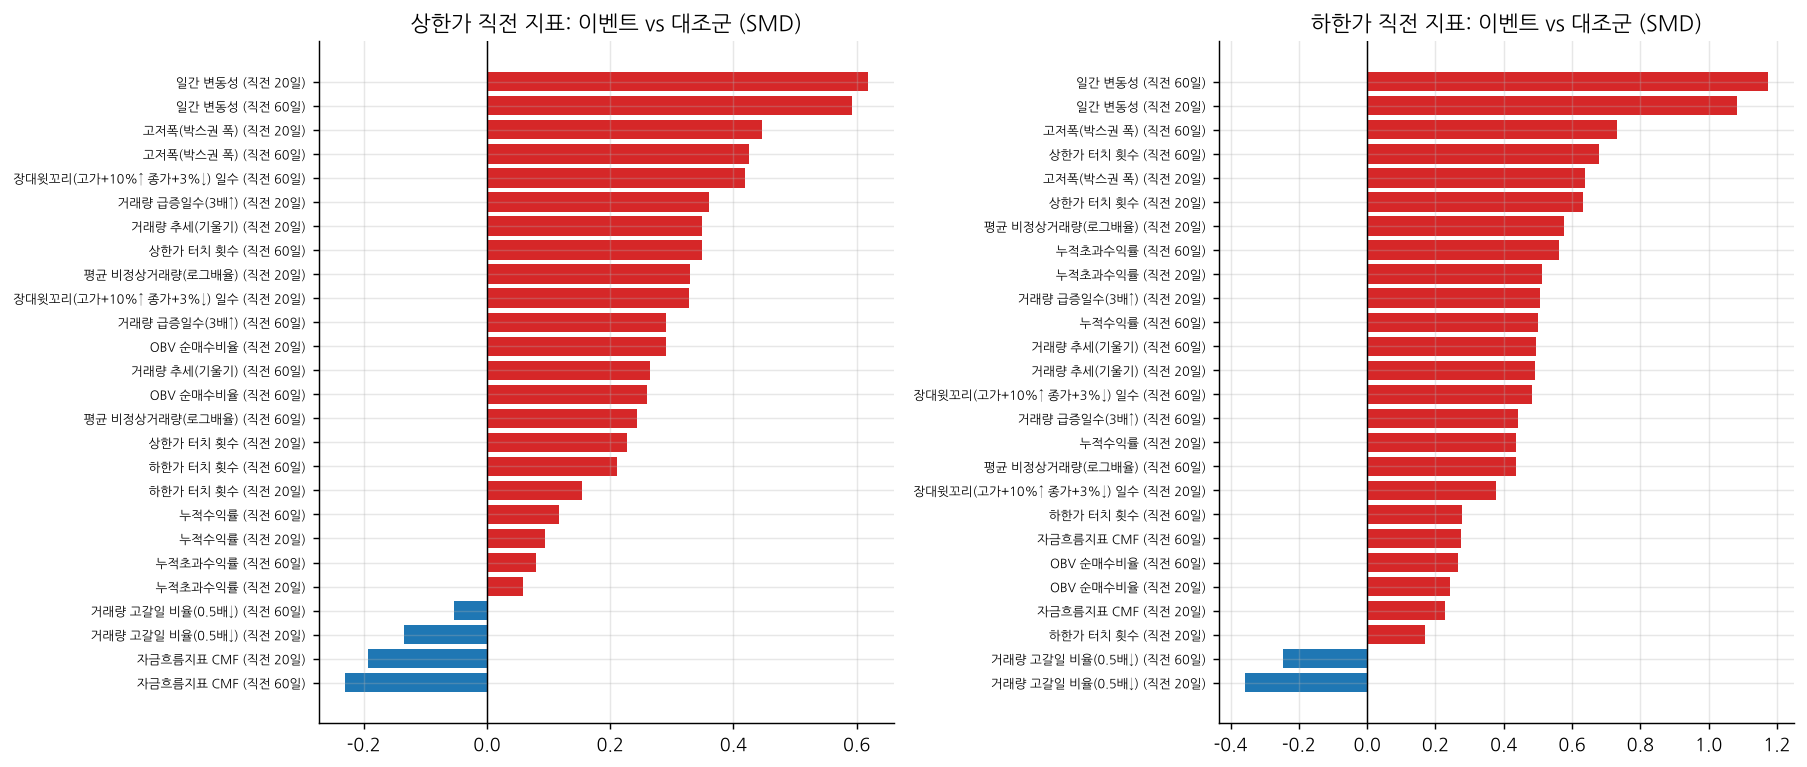 상한가 직전 지표: 이벤트 vs 대조군 (SMD)
일간 변동성 (직전 20일)
일간 변동성 (직전 60일)
고저폭(박스권 폭) (직전 20일)
고저폭(박스권 폭) (직전 60일)
장대윗꼬리(고가+10%↑ 종가+3%↓) 일수 (직전 60일)
거래량 급증일수(3배↑) (직전 20일)
거래량 추세(기울기) (직전 20일)
상한가 터치 횟수 (직전 60일)
평균 비정상거래량(로그배율) (직전 20일)
장대윗꼬리(고가+10%↑ 종가+3%↓) 일수 (직전 20일)
거래량 급증일수(3배↑) (직전 60일)
OBV 순매수비율 (직전 20일)
거래량 추세(기울기) (직전 60일)
OBV 순매수비율 (직전 60일)
평균 비정상거래량(로그배율) (직전 60일)
상한가 터치 횟수 (직전 20일)
하한가 터치 횟수 (직전 60일)
하한가 터치 횟수 (직전 20일)
누적수익률 (직전 60일)
누적수익률 (직전 20일)
누적초과수익률 (직전 60일)
누적초과수익률 (직전 20일)
거래량 고갈일 비율(0.5배↓) (직전 60일)
거래량 고갈일 비율(0.5배↓) (직전 20일)
자금흐름지표 CMF (직전 20일)
자금흐름지표 CMF (직전 60일)
-0.2 0.0 0.2 0.4 0.6
하한가 직전 지표: 이벤트 vs 대조군 (SMD)
일간 변동성 (직전 60일)
일간 변동성 (직전 20일)
고저폭(박스권 폭) (직전 60일)
상한가 터치 횟수 (직전 60일)
고저폭(박스권 폭) (직전 20일)
상한가 터치 횟수 (직전 20일)
평균 비정상거래량(로그배율) (직전 20일)
누적초과수익률 (직전 60일)
누적초과수익률 (직전 20일)
거래량 급증일수(3배↑) (직전 20일)
누적수익률 (직전 60일)
거래량 추세(기울기) (직전 60일)
거래량 추세(기울기) (직전 20일)
장대윗꼬리(고가+10%↑ 종가+3%↓) 일수 (직전 60일)
거래량 급증일수(3배↑) (직전 60일)
누적수익률 (직전 20일)
평균 비정상거래량(로그배율) (직전 60일)
장대윗꼬리(고가+10%↑ 종가+3%↓) 일수 (직전 20일)
하한가 터치 횟수 (직전 60일)
자금흐름지표 CMF (직전 60일)
OBV 순매수비율 (직전 60일)
OBV 순매수비율 (직전 20일)
자금흐름지표 CMF (직전 20일)
하한가 터치 횟수 (직전 20일)
거래량 고갈일 비율(0.5배↓) (직전 60일)
거래량 고갈일 비율(0.5배↓) (직전 20일)
-0.4 -0.2 0.0 0.2 0.4 0.6 0.8 1.0 1.2